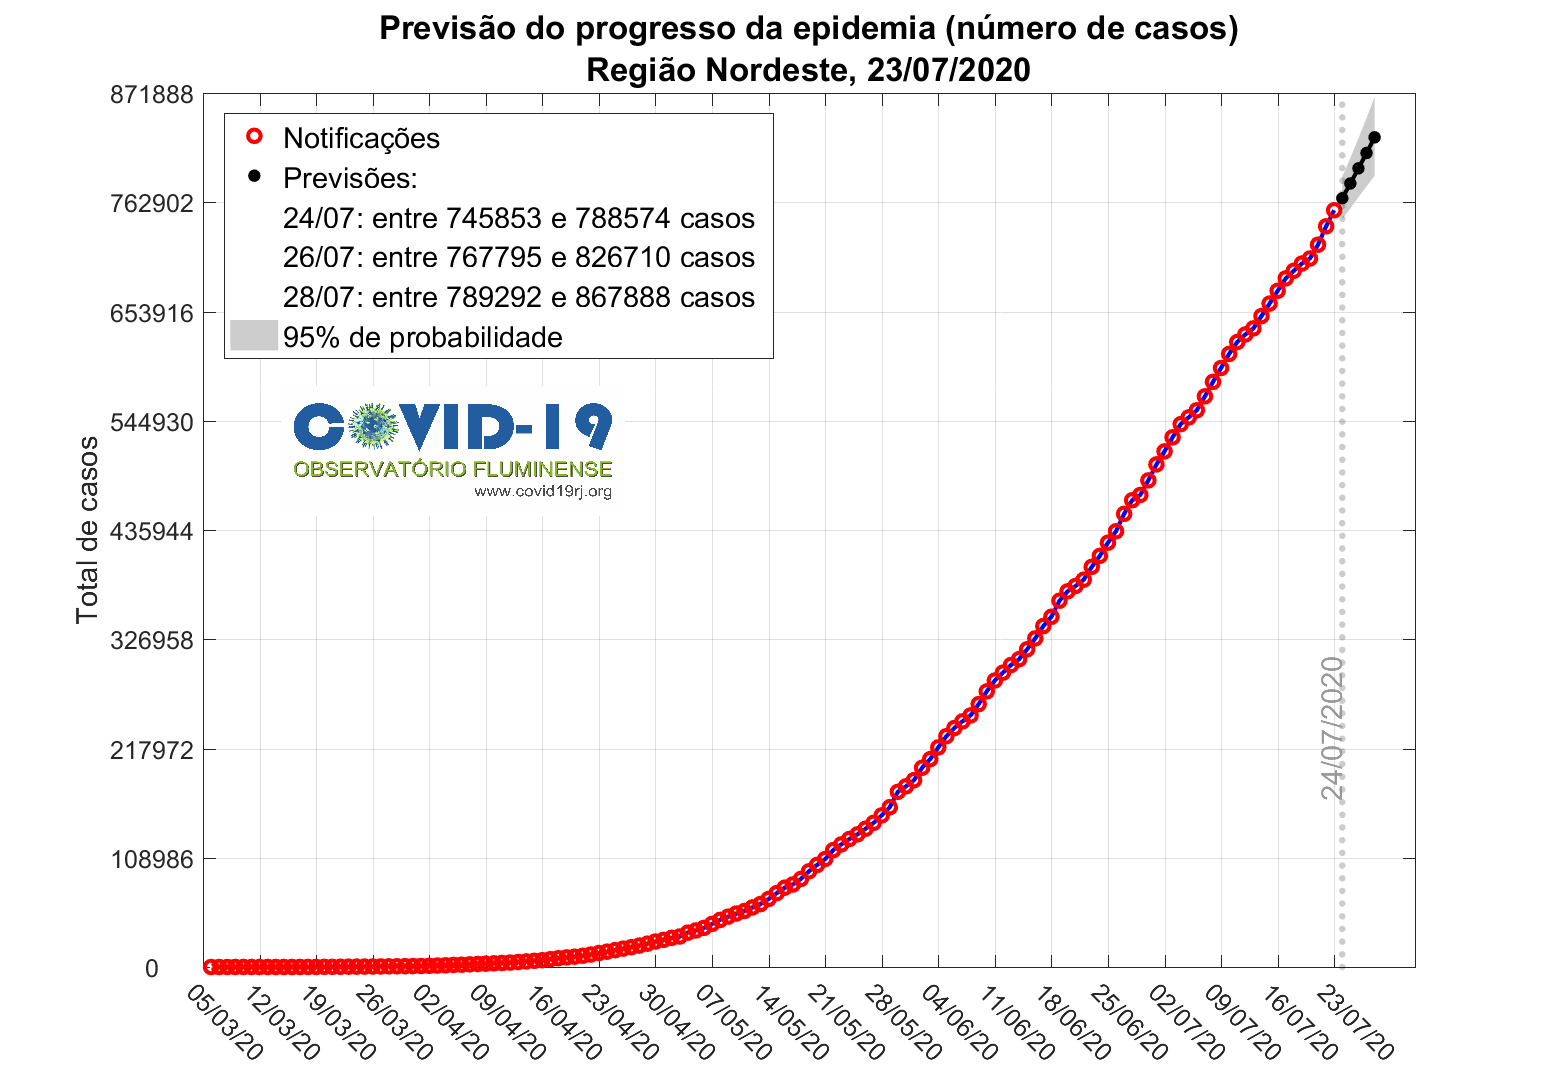 Previsão do progresso da epidemia (número de casos)
Região Nordeste, 23/07/2020
871888
762902
653916
544930
435944
326958
217972
108986
0
Total de casos
Notificações
Previsões:
24/07: entre 745853 e 788574 casos
26/07: entre 767795 e 826710 casos
28/07: entre 789292 e 867888 casos
95% de probabilidade
COVID-19
OBSERVATÓRIO FLUMINENSE
www.covid19rj.org
24/07/2020
05/03/20
12/03/20
19/03/20
26/03/20
02/04/20
09/04/20
16/04/20
23/04/20
30/04/20
07/05/20
14/05/20
21/05/20
28/05/20
04/06/20
11/06/20
18/06/20
25/06/20
02/07/20
09/07/20
16/07/20
23/07/20